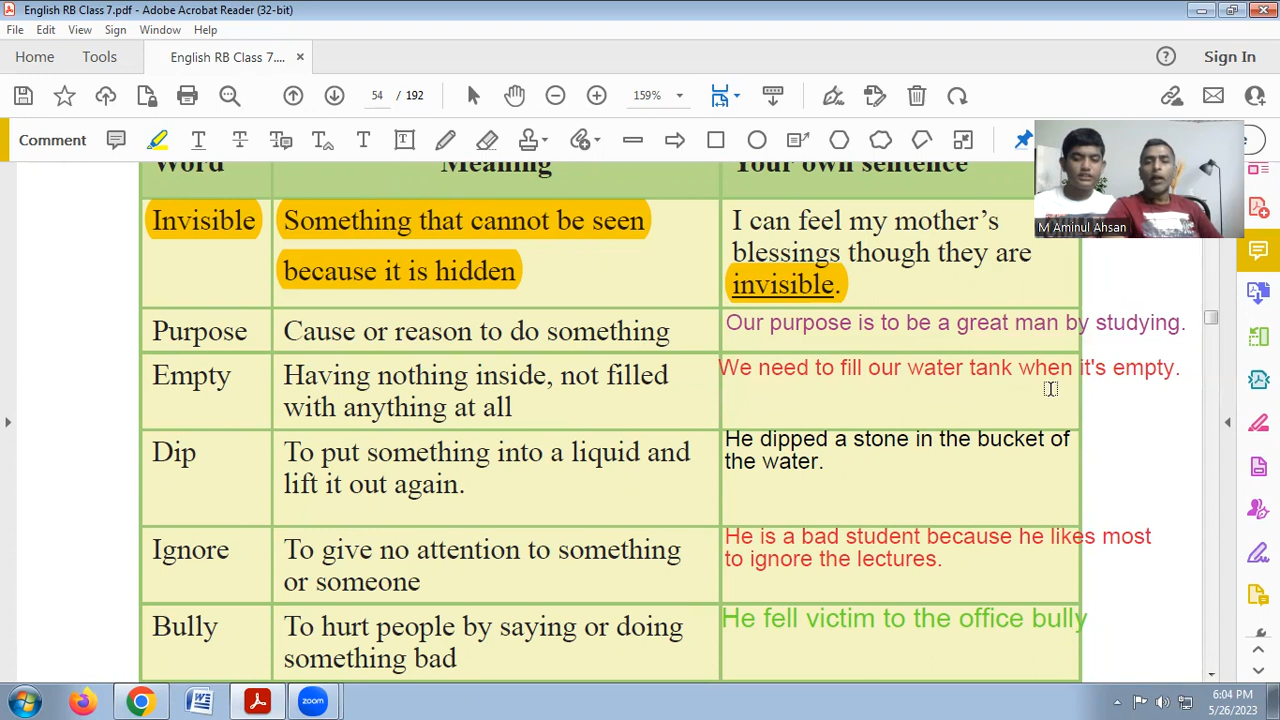 English RB Class 7.pdf - Adobe Acrobat Reader (32-bit)
File Edit View Sign Window Help
Home Tools English RB Class 7.... × Sign In
54 / 192 159%
Comment
Word Meaning Your own sentence
M Aminul Ahsan
Invisible Something that cannot be seen I can feel my mother's
because it is hidden blessings though they are
invisible.
Purpose Cause or reason to do something Our purpose is to be a great man by studying.
Empty Having nothing inside, not filled We need to fill our water tank when it's empty.
with anything at all
Dip To put something into a liquid and He dipped a stone in the bucket of
lift it out again. the water.
Ignore To give no attention to something He is a bad student because he likes most
or someone to ignore the lectures.
Bully To hurt people by saying or doing He fell victim to the office bully
something bad
zoom
6:04 PM
5/26/2023